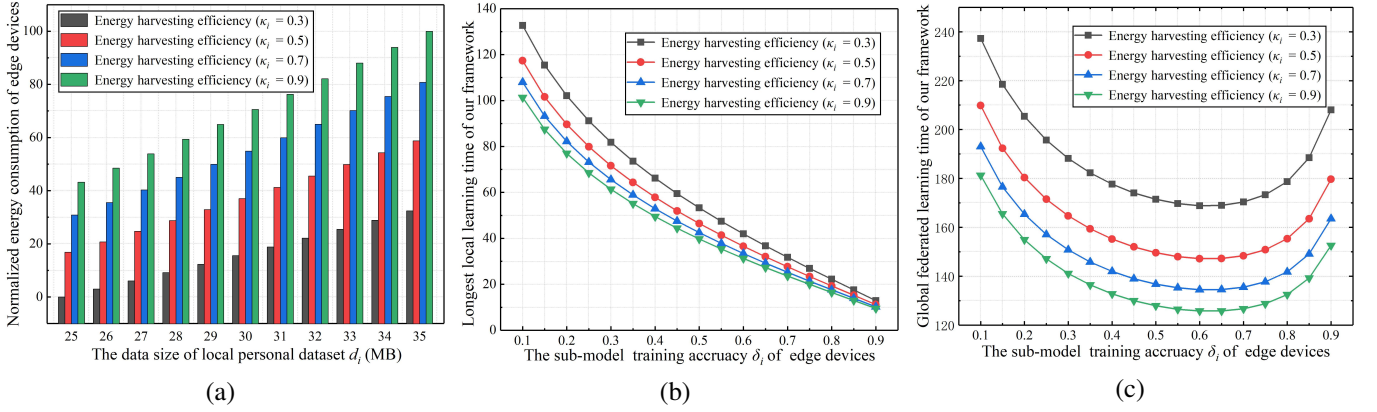 Normalized energy consumption of edge devices
100
80
60
40
20
0
Energy harvesting efficiency (κi = 0.3)
Energy harvesting efficiency (κi = 0.5)
Energy harvesting efficiency (κi = 0.7)
Energy harvesting efficiency (κi = 0.9)
25 26 27 28 29 30 31 32 33 34 35
The data size of local personal dataset di (MB)
(a)
Longest local learning time of our framework
140
120
100
80
60
40
20
0
Energy harvesting efficiency (κi = 0.3)
Energy harvesting efficiency (κi = 0.5)
Energy harvesting efficiency (κi = 0.7)
Energy harvesting efficiency (κi = 0.9)
0.1 0.2 0.3 0.4 0.5 0.6 0.7 0.8 0.9
The sub-model training accruacy δi of edge devices
(b)
Global federated learning time of our framework
260
240
220
200
180
160
140
120
Energy harvesting efficiency (κi = 0.3)
Energy harvesting efficiency (κi = 0.5)
Energy harvesting efficiency (κi = 0.7)
Energy harvesting efficiency (κi = 0.9)
0.1 0.2 0.3 0.4 0.5 0.6 0.7 0.8 0.9
The sub-model training accruacy δi of edge devices
(c)